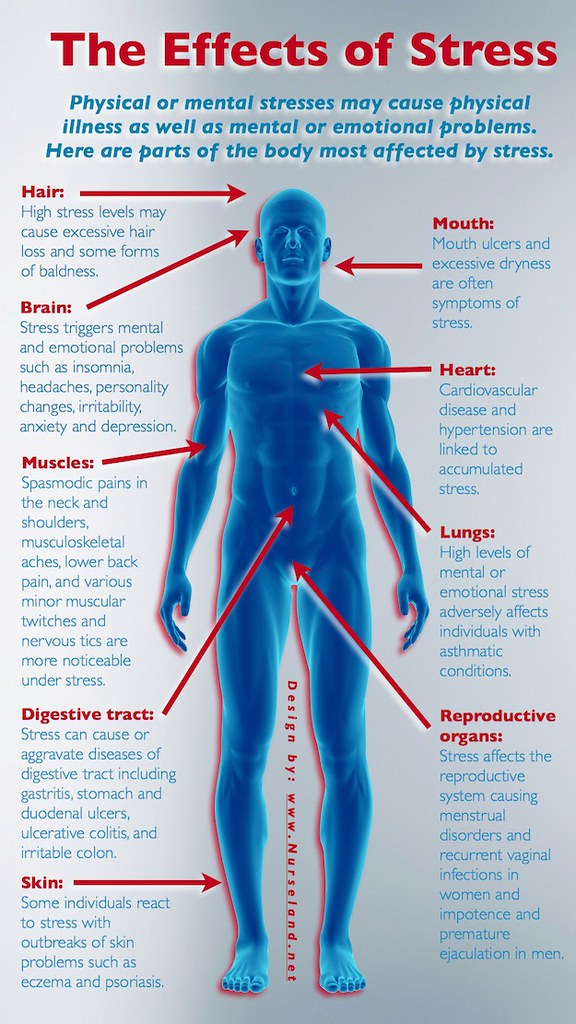 The Effects of Stress
Physical or mental stresses may cause physical
illness as well as mental or emotional problems.
Here are parts of the body most affected by stress.
Hair:
High stress levels may
cause excessive hair
loss and some forms
of baldness.
Brain:
Stress triggers mental
and emotional problems
such as insomnia,
headaches, personality
changes, irritability,
anxiety and depression.
Muscles:
Spasmodic pains in
the neck and
shoulders,
musculoskeletal
aches, lower back
pain, and various
minor muscular
twitches and
nervous tics are
more noticeable
under stress.
Digestive tract:
Stress can cause or
aggravate diseases of
digestive tract including
gastritis, stomach and
duodenal ulcers,
ulcerative colitis, and
irritable colon.
Skin:
Some individuals react
to stress with
outbreaks of skin
problems such as
eczema and psoriasis.
Mouth:
Mouth ulcers and
excessive dryness
are often
symptoms of
stress.
Heart:
Cardiovascular
disease and
hypertension are
linked to
accumulated
stress.
Lungs:
High levels of
mental or
emotional stress
adversely affects
individuals with
asthmatic
conditions.
Reproductive
organs:
Stress affects the
reproductive
system causing
menstrual
disorders and
recurrent vaginal
infections in
women and
impotence and
premature
ejaculation in men.
Design by: www.Nurseland.net